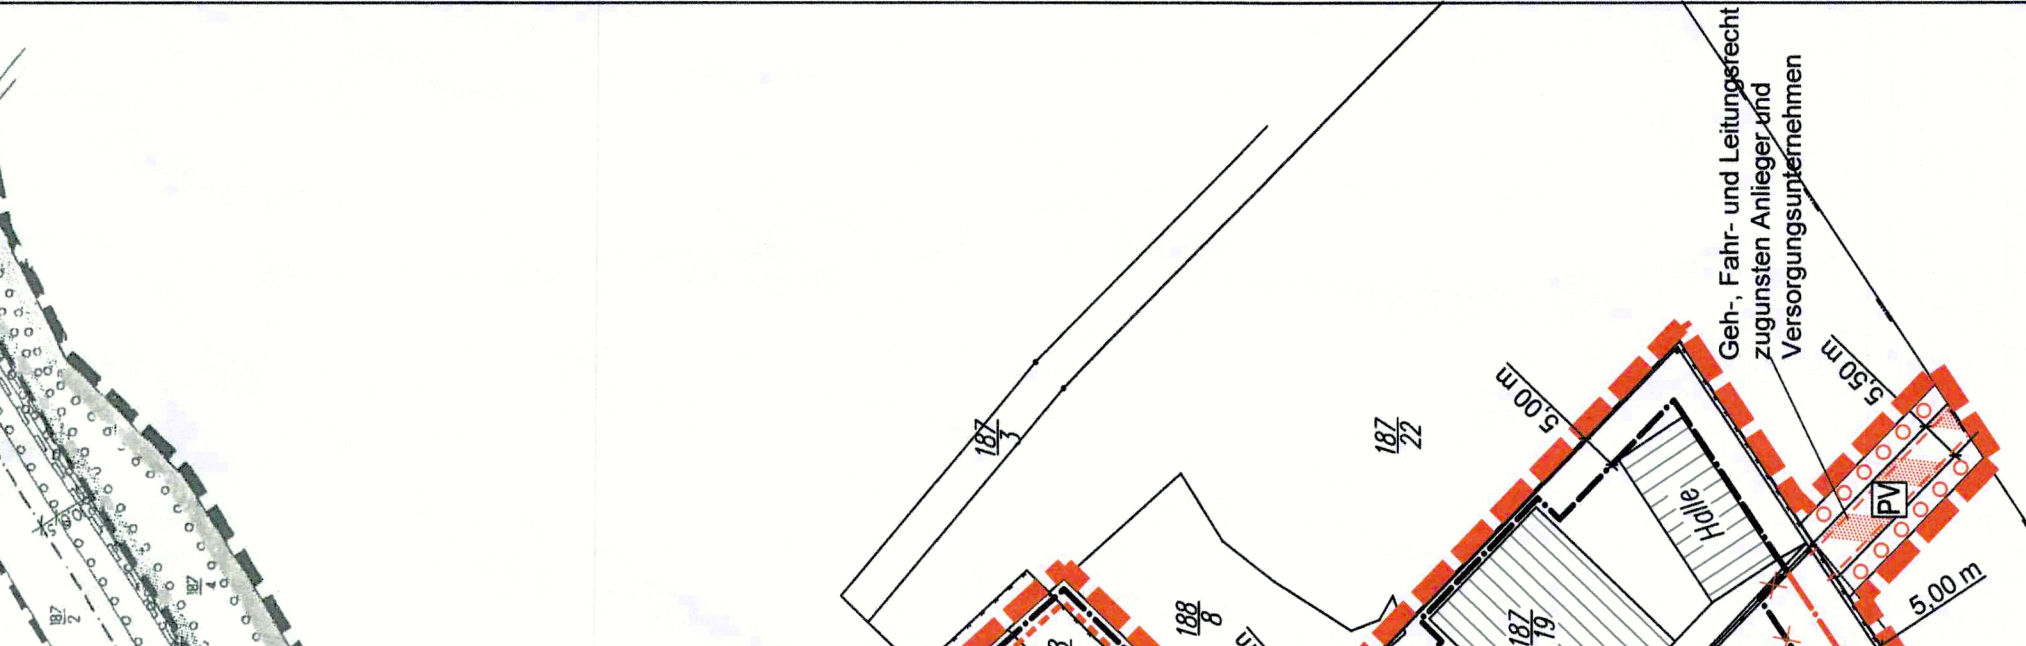 Geh-, Fahr- und Leitungsrecht
zugunsten Anlieger und
Versorgungsunternehmen
5,50 m
5,00 m
187
3
187
22
Halle
PV
5,00 m
188
8
187
19
187
4
187
2
3